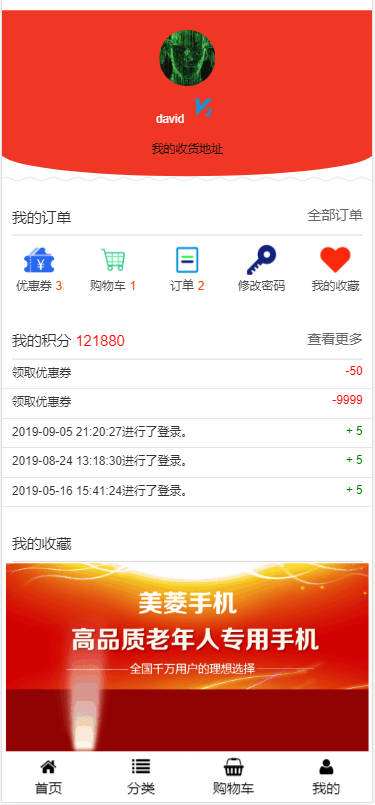 david
我的收货地址
我的订单 全部订单
优惠券 3 购物车 1 订单 2 修改密码 我的收藏
我的积分 121880 查看更多
领取优惠券 -50
领取优惠券 -9999
2019-09-05 21:20:27进行了登录。 + 5
2019-08-24 13:18:30进行了登录。 + 5
2019-05-16 15:41:24进行了登录。 + 5
我的收藏
美菱手机
高品质老年人专用手机
全国千万用户的理想选择
首页 分类 购物车 我的